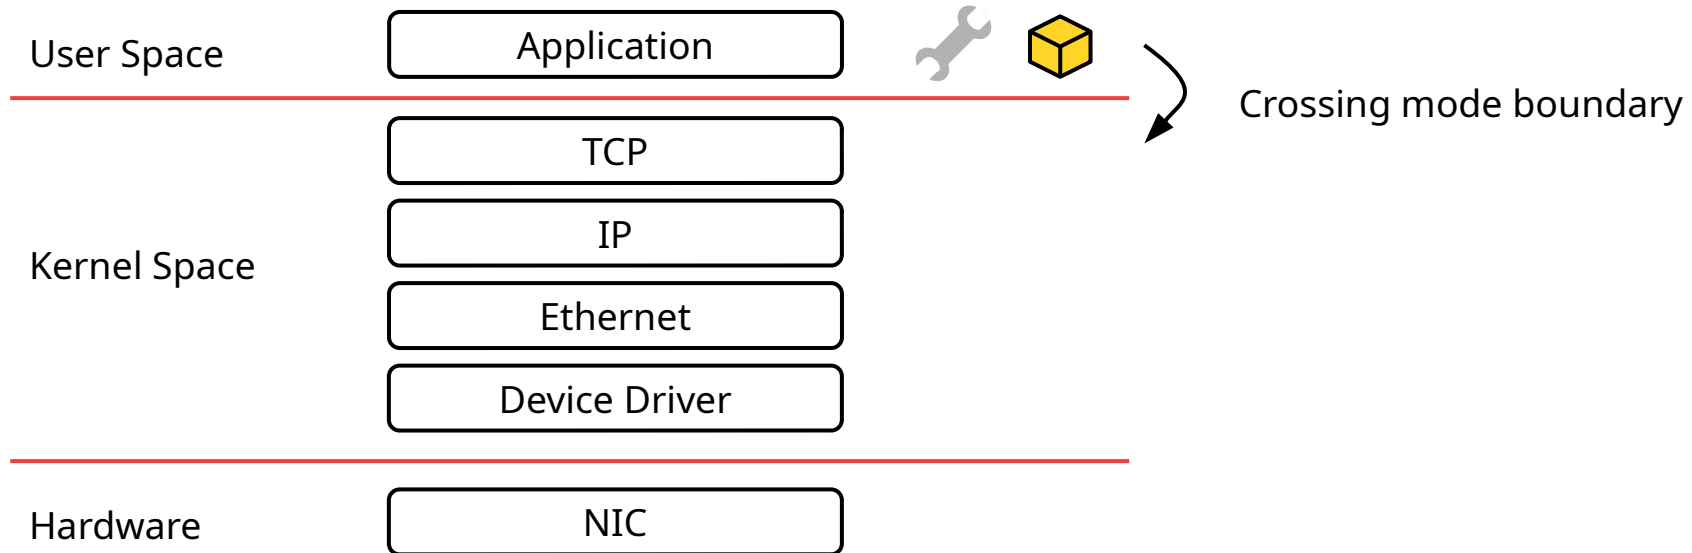 User Space
Application
Crossing mode boundary
TCP
IP
Kernel Space
Ethernet
Device Driver
Hardware
NIC